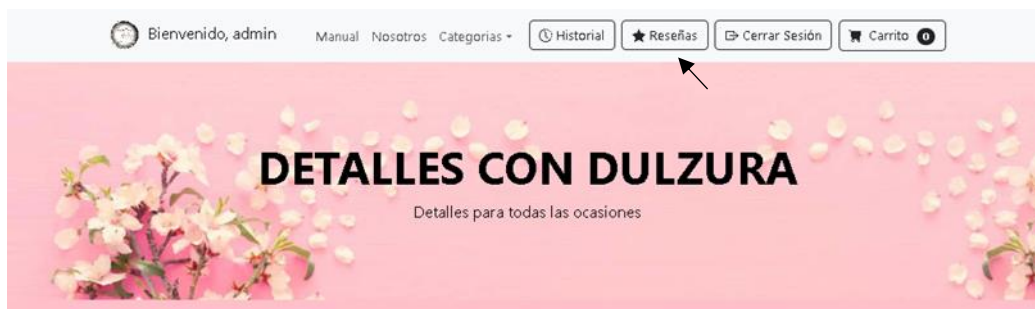 Bienvenido, admin Manual Nosotros Categorias Historial Reseñas Cerrar Sesión Carrito 0
DETALLES CON DULZURA
Detalles para todas las ocasiones